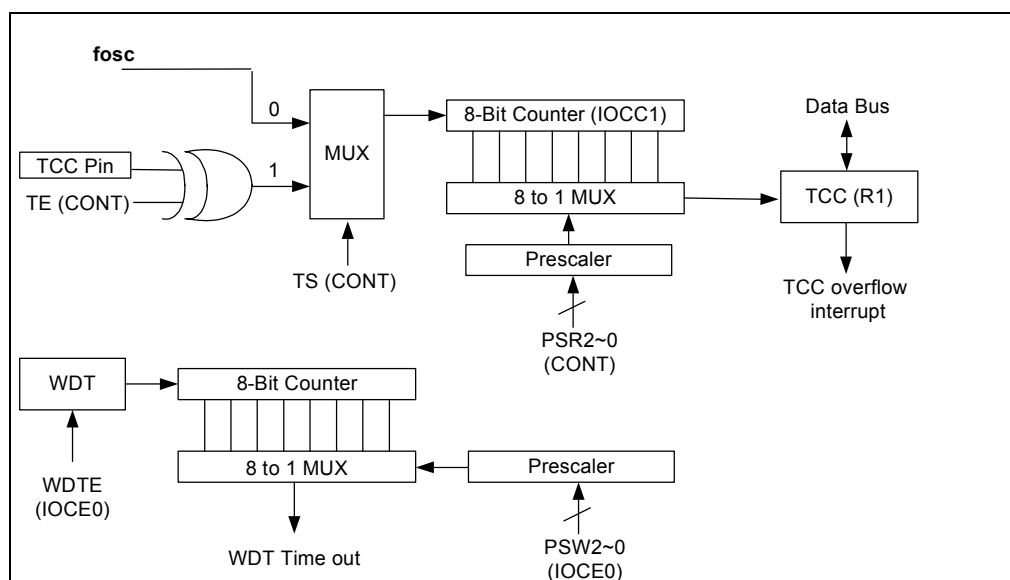 fosc
0
8-Bit Counter (IOCC1)
Data Bus
MUX
TCC Pin
1
TE (CONT)
8 to 1 MUX
TCC (R1)
Prescaler
TS (CONT)
TCC overflow
interrupt
PSR2~0
(CONT)
WDT
8-Bit Counter
8 to 1 MUX
Prescaler
WDTE
(IOCE0)
WDT Time out
PSW2~0
(IOCE0)